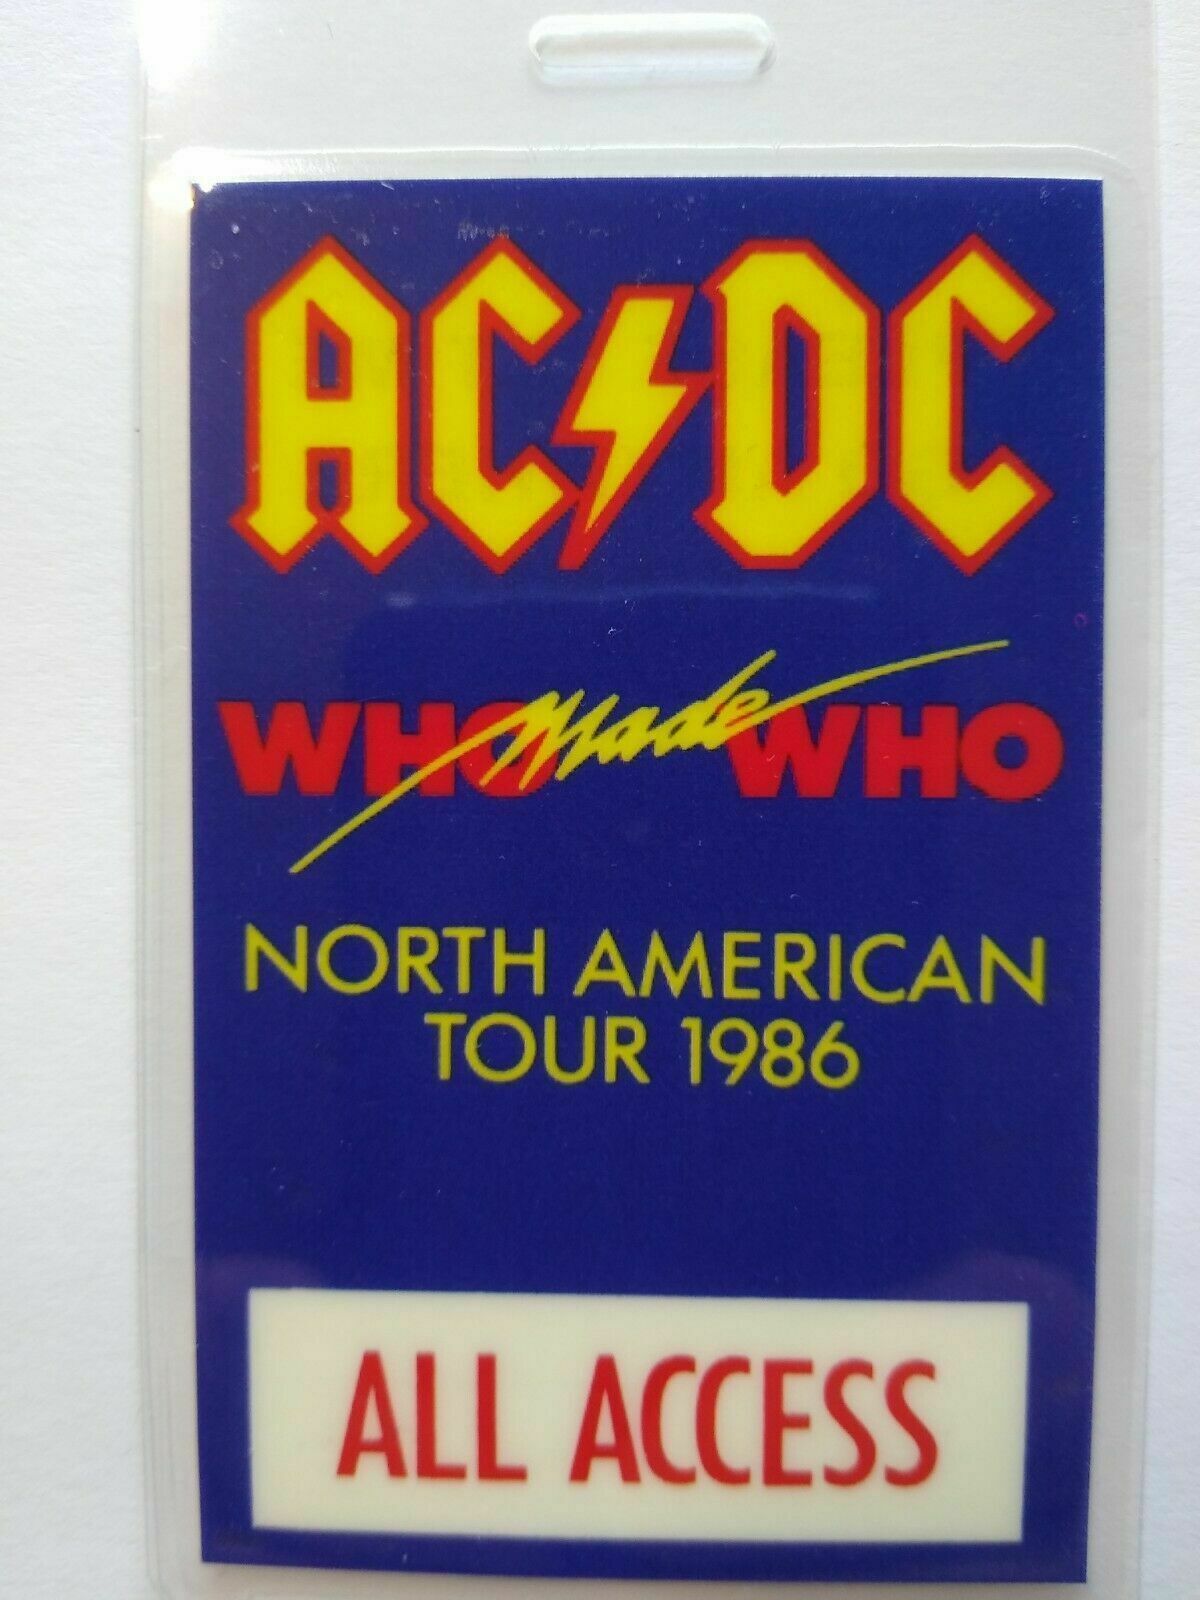 AC⚡DC
WHO Made WHO
NORTH AMERICAN
TOUR 1986
ALL ACCESS